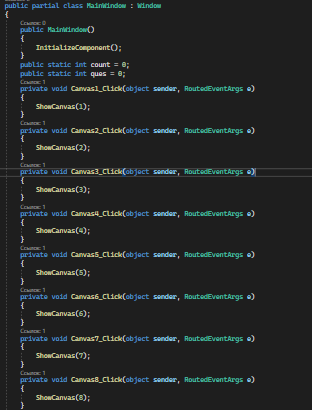 public partial class MainWindow : Window
{
Ссылок: 0
public MainWindow()
{
InitializeComponent();
}
public static int count = 0;
public static int ques = 0;
Ссылок: 1
private void Canvas1_Click(object sender, RoutedEventArgs e)
{
ShowCanvas(1);
}
Ссылок: 1
private void Canvas2_Click(object sender, RoutedEventArgs e)
{
ShowCanvas(2);
}
Ссылок: 1
private void Canvas3_Click(object sender, RoutedEventArgs e)
{
ShowCanvas(3);
}
Ссылок: 1
private void Canvas4_Click(object sender, RoutedEventArgs e)
{
ShowCanvas(4);
}
Ссылок: 1
private void Canvas5_Click(object sender, RoutedEventArgs e)
{
ShowCanvas(5);
}
Ссылок: 1
private void Canvas6_Click(object sender, RoutedEventArgs e)
{
ShowCanvas(6);
}
Ссылок: 1
private void Canvas7_Click(object sender, RoutedEventArgs e)
{
ShowCanvas(7);
}
Ссылок: 1
private void Canvas8_Click(object sender, RoutedEventArgs e)
{
ShowCanvas(8);
}